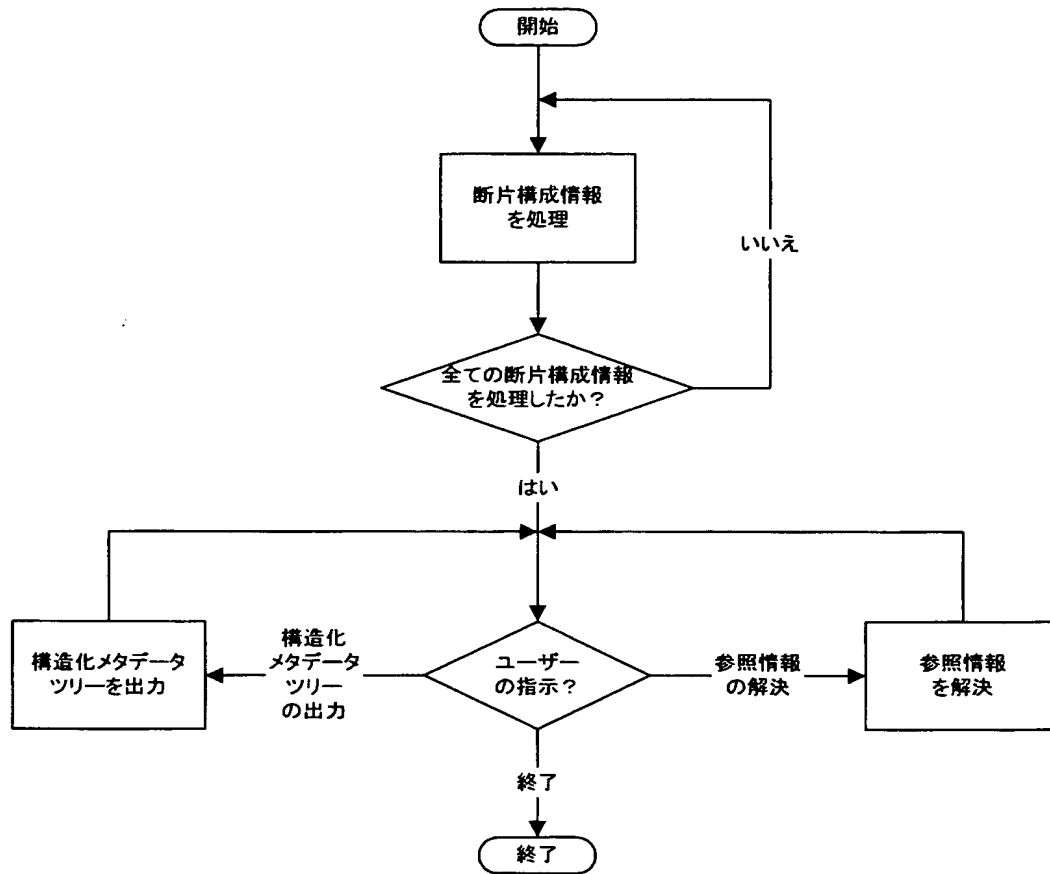 開始
断片構成情報
を処理
いいえ
全ての断片構成情報
を処理したか？
はい
構造化メタデータ
ツリーを出力
構造化
メタデータ
ツリー
の出力
ユーザー
の指示？
参照情報
の解決
参照情報
を解決
終了
終了